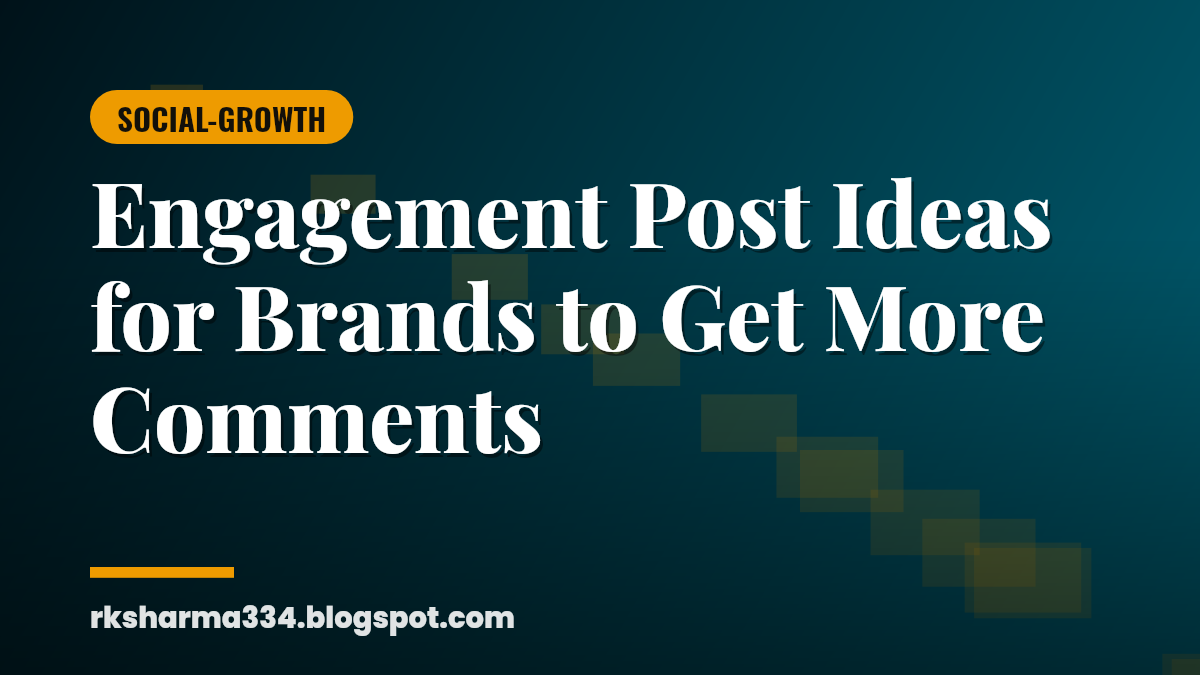 SOCIAL-GROWTH
Engagement Post Ideas
for Brands to Get More
Comments
rksharma334.blogspot.com